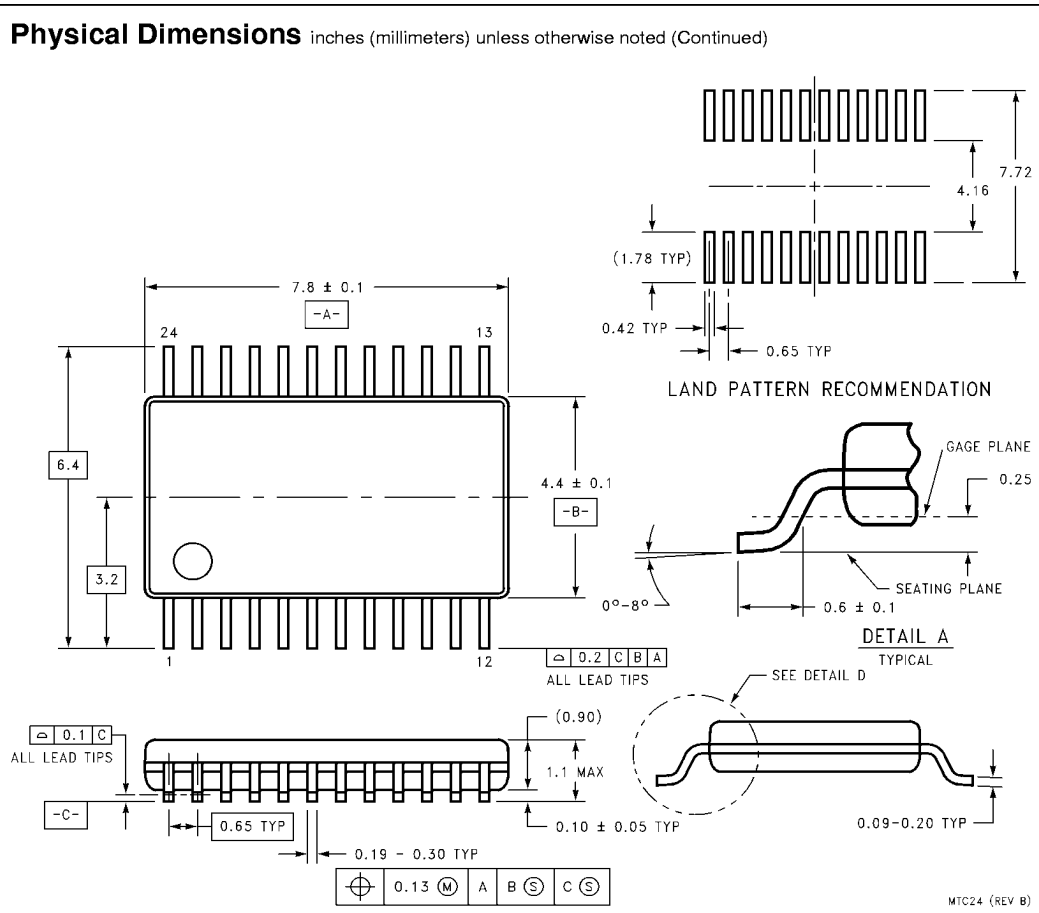 Physical Dimensions inches (millimeters) unless otherwise noted (Continued)
7.72
4.16
(1.78 TYP)
0.42 TYP
0.65 TYP
LAND PATTERN RECOMMENDATION
7.8 ± 0.1
-A-
24
13
6.4
3.2
4.4 ± 0.1
-B-
1
12
⌓ 0.2 C B A
ALL LEAD TIPS
GAGE PLANE
0.25
SEATING PLANE
0°-8°
0.6 ± 0.1
DETAIL A
TYPICAL
SEE DETAIL D
(0.90)
⌓ 0.1 C
ALL LEAD TIPS
1.1 MAX
-C-
0.65 TYP
0.10 ± 0.05 TYP
0.09-0.20 TYP
0.19 - 0.30 TYP
⌖ 0.13 Ⓜ A B Ⓢ C Ⓢ
MTC24 (REV B)